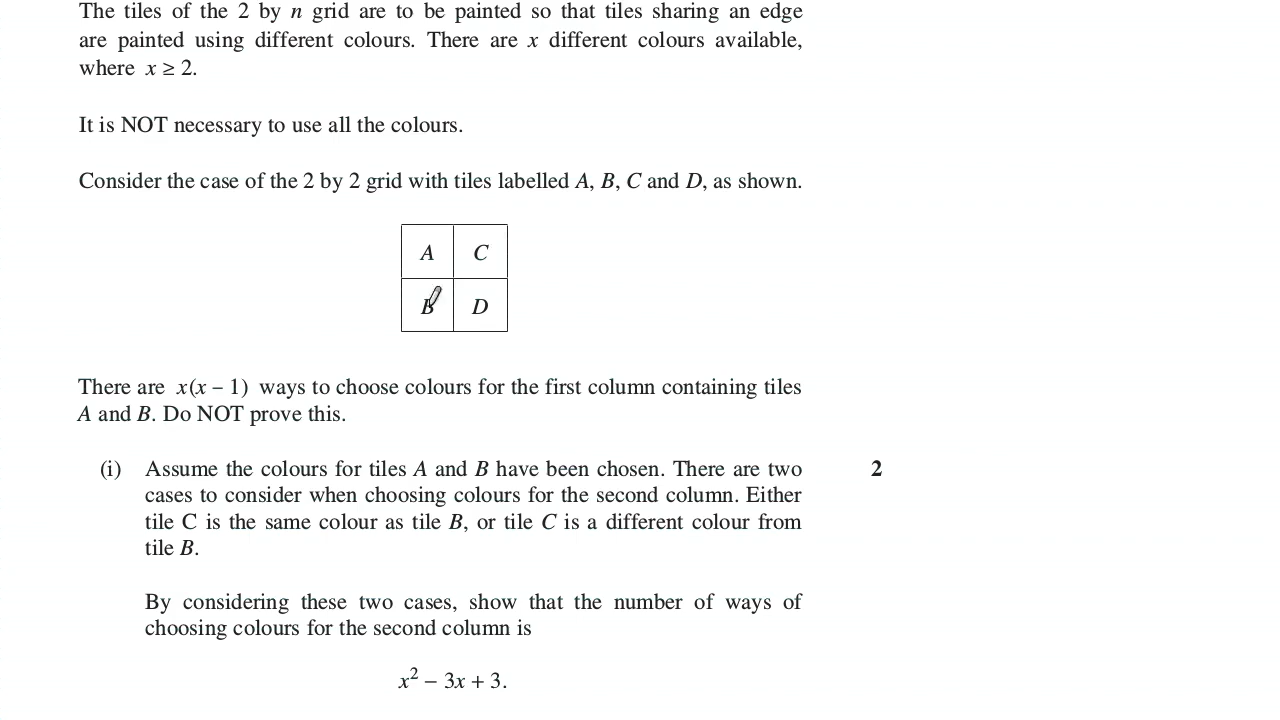 The tiles of the 2 by n grid are to be painted so that tiles sharing an edge
are painted using different colours. There are x different colours available,
where x ≥ 2.
It is NOT necessary to use all the colours.
Consider the case of the 2 by 2 grid with tiles labelled A, B, C and D, as shown.
A C
B D
There are x(x – 1) ways to choose colours for the first column containing tiles
A and B. Do NOT prove this.
(i) Assume the colours for tiles A and B have been chosen. There are two 2
cases to consider when choosing colours for the second column. Either
tile C is the same colour as tile B, or tile C is a different colour from
tile B.
By considering these two cases, show that the number of ways of
choosing colours for the second column is
x² – 3x + 3.